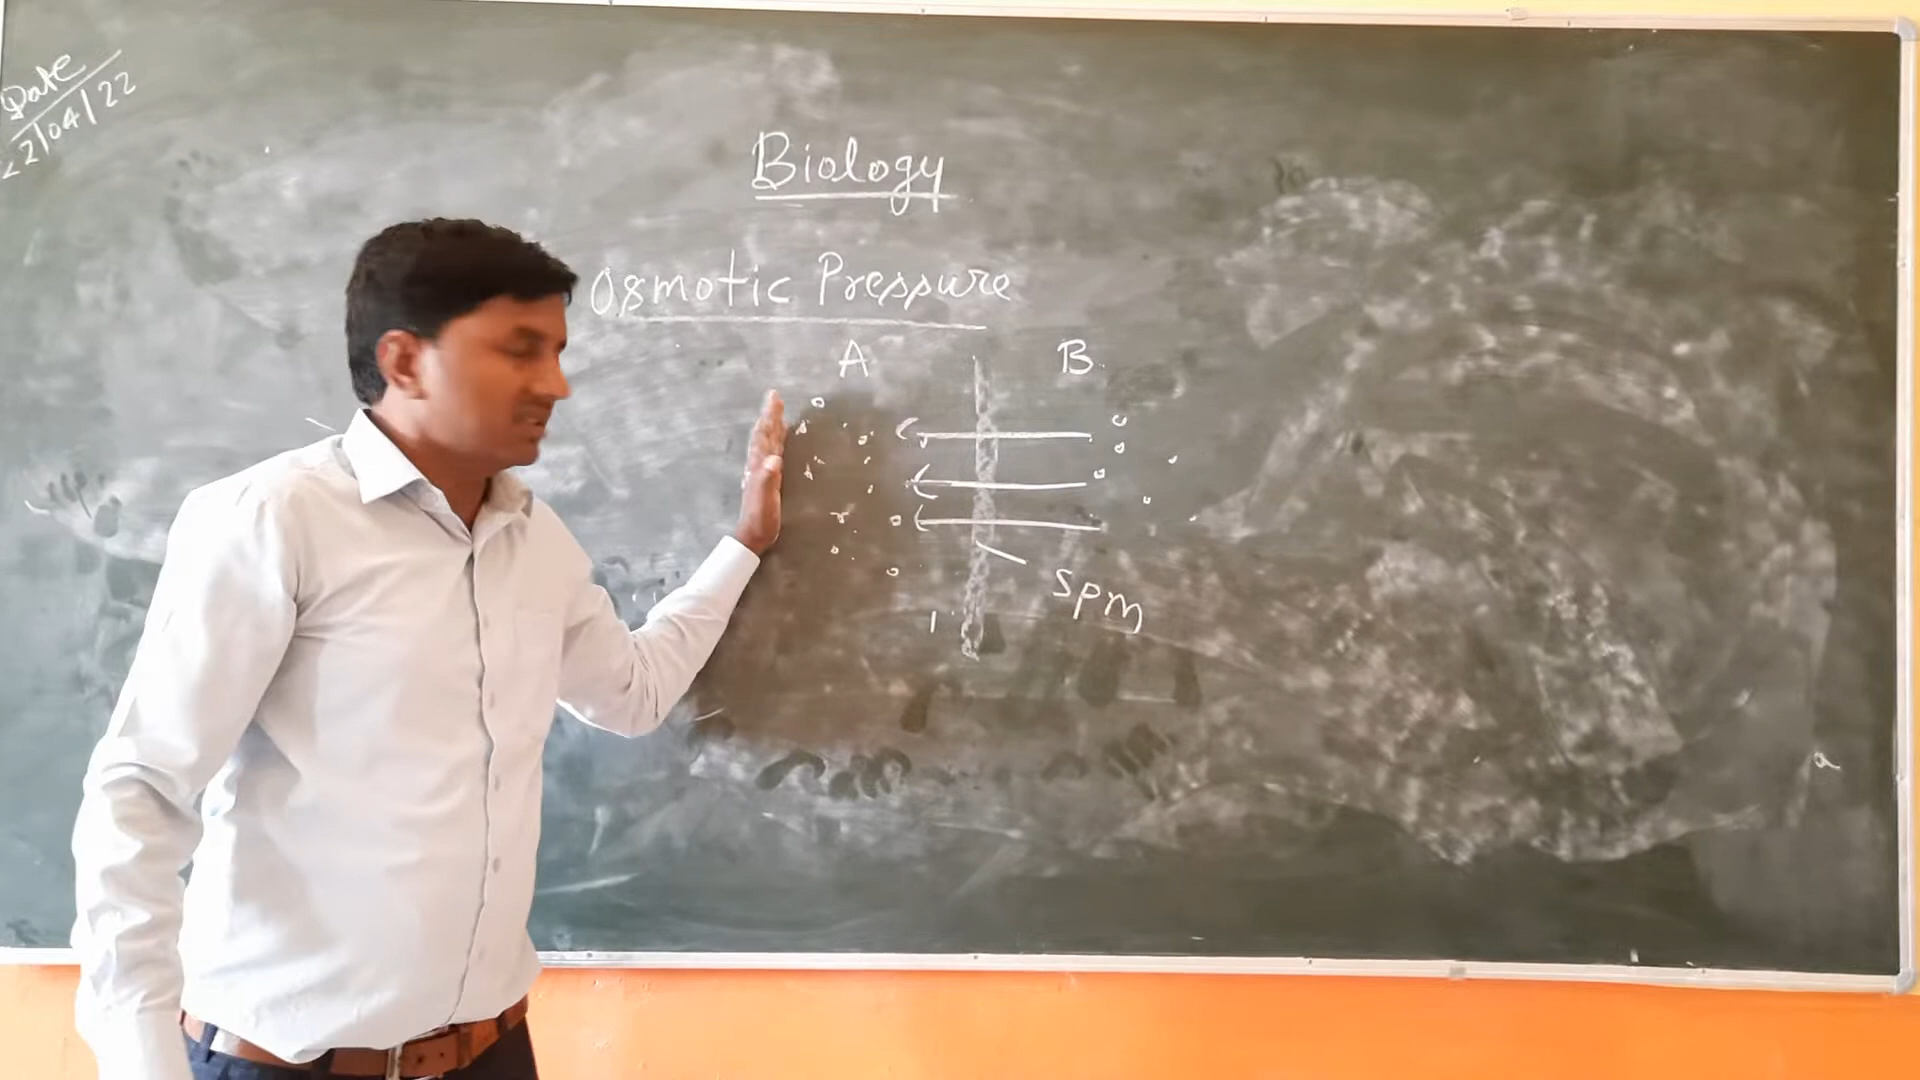 Date
22/04/22
Biology
Osmotic Pressure
A B
SPM